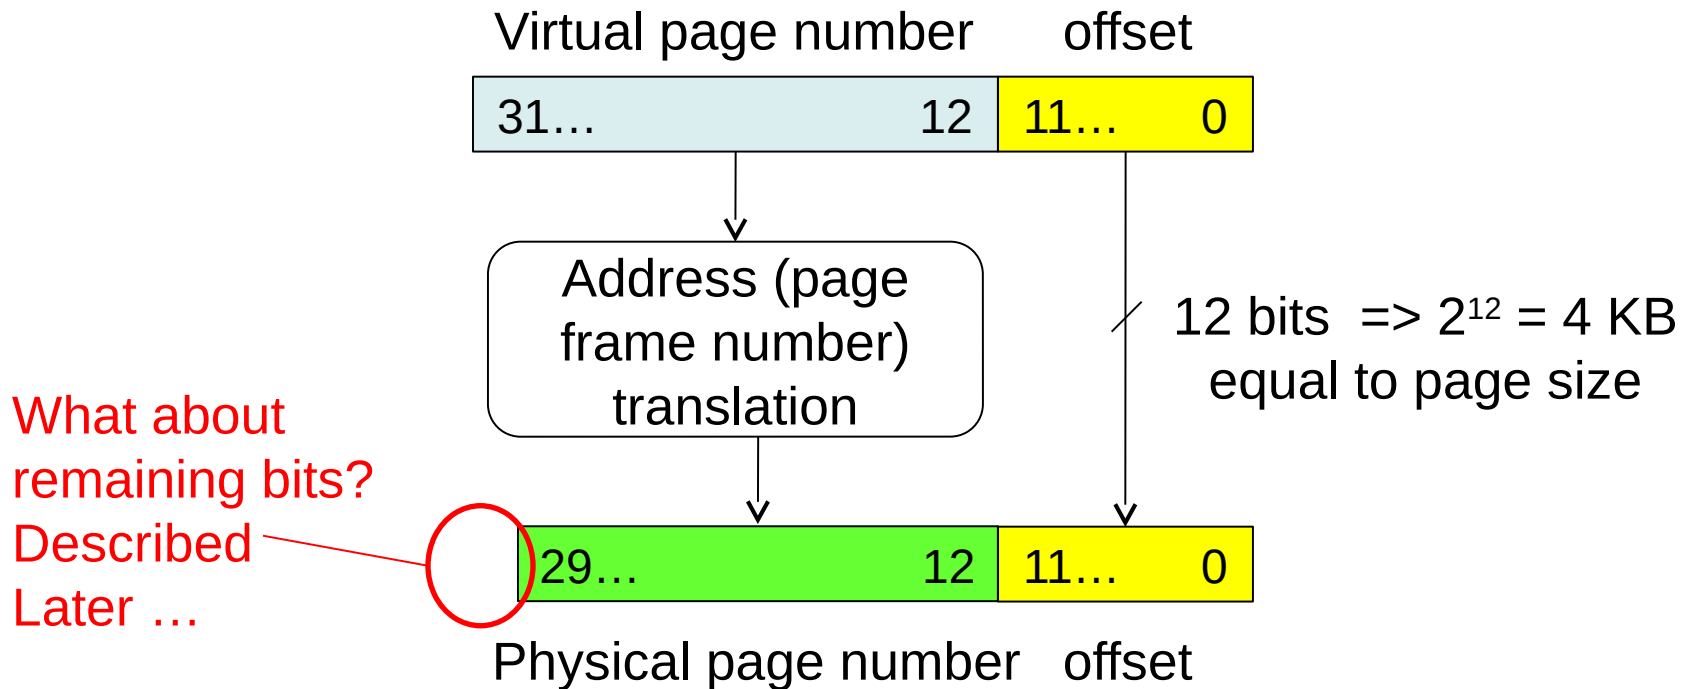 Virtual page number offset
31… 12 11… 0
Address (page
frame number)
translation
12 bits => 2¹² = 4 KB
equal to page size
What about
remaining bits?
Described
Later …
29… 12 11… 0
Physical page number offset